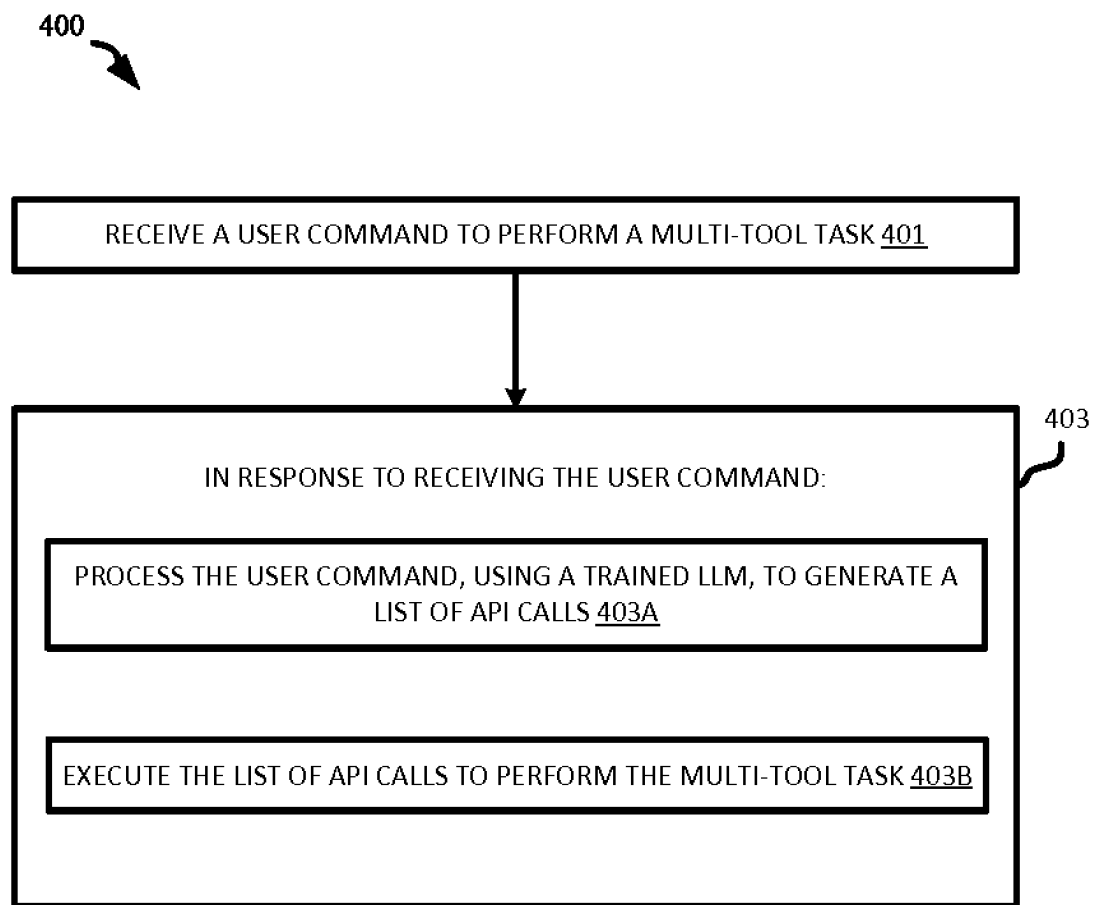 400
RECEIVE A USER COMMAND TO PERFORM A MULTI-TOOL TASK 401
403
IN RESPONSE TO RECEIVING THE USER COMMAND:
PROCESS THE USER COMMAND, USING A TRAINED LLM, TO GENERATE A
LIST OF API CALLS 403A
EXECUTE THE LIST OF API CALLS TO PERFORM THE MULTI-TOOL TASK 403B